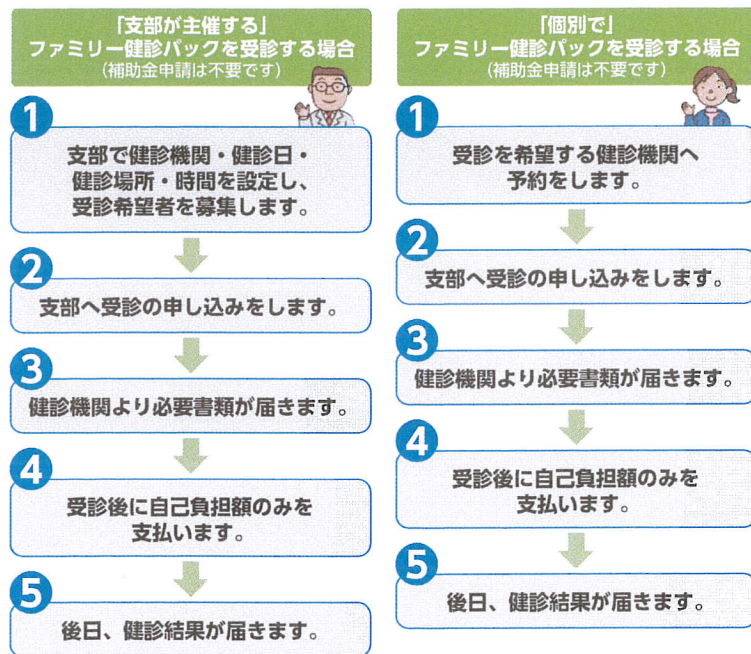 「支部が主催する」
ファミリー健診パックを受診する場合
（補助金申請は不要です）
1
支部で健診機関・健診日・
健診場所・時間を設定し、
受診希望者を募集します。
2
支部へ受診の申し込みをします。
3
健診機関より必要書類が届きます。
4
受診後に自己負担額のみを
支払います。
5
後日、健診結果が届きます。
「個別で」
ファミリー健診パックを受診する場合
（補助金申請は不要です）
1
受診を希望する健診機関へ
予約をします。
2
支部へ受診の申し込みをします。
3
健診機関より必要書類が届きます。
4
受診後に自己負担額のみを
支払います。
5
後日、健診結果が届きます。